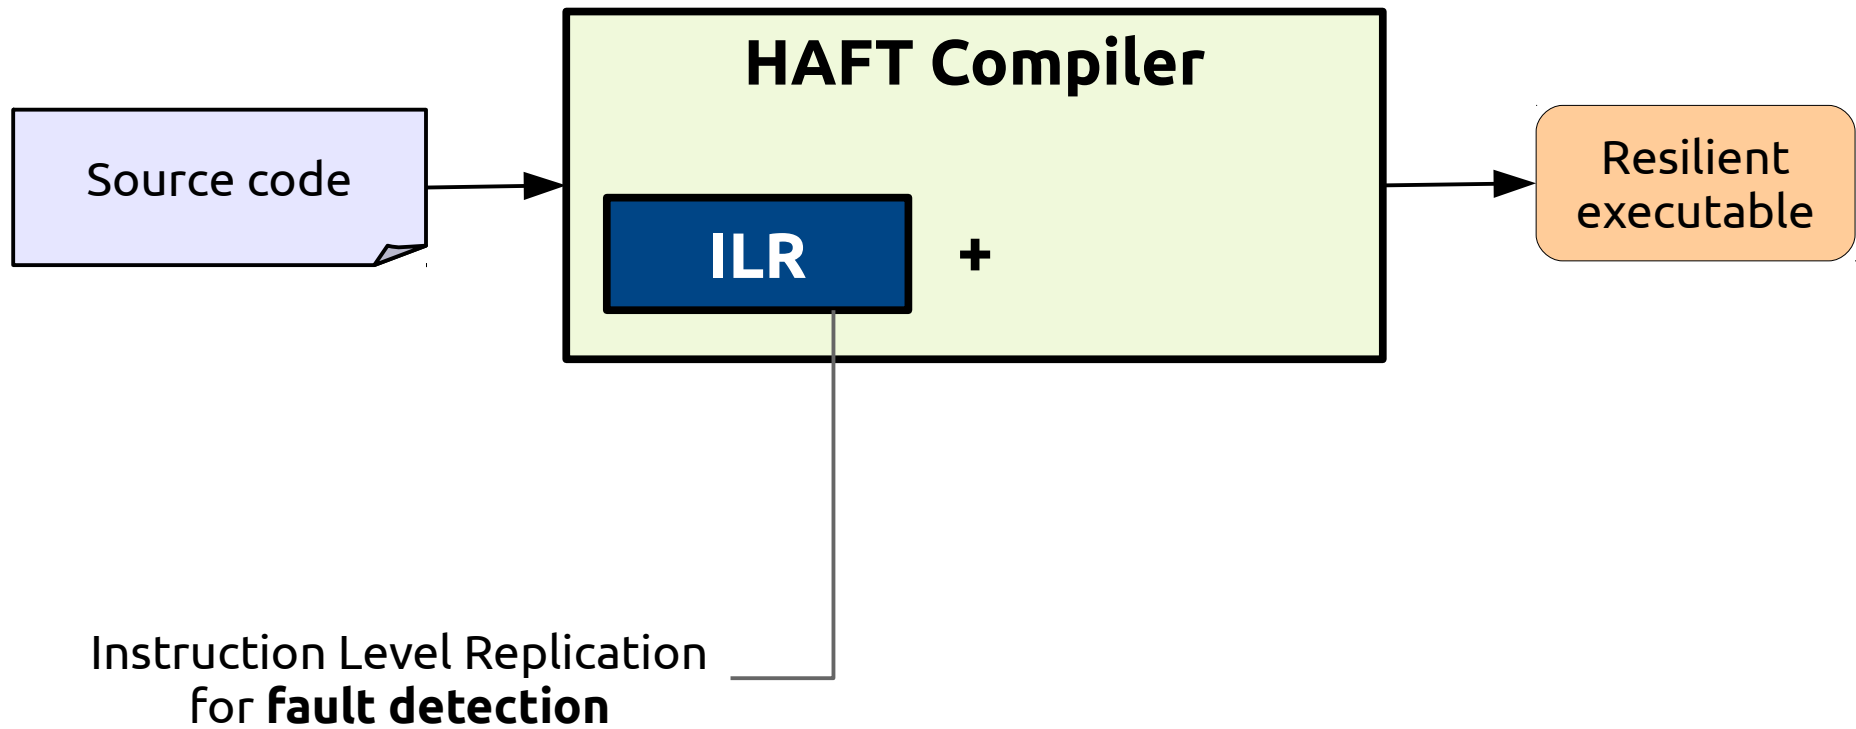 HAFT Compiler
Source code
Resilient
executable
ILR
+
Instruction Level Replication
for fault detection